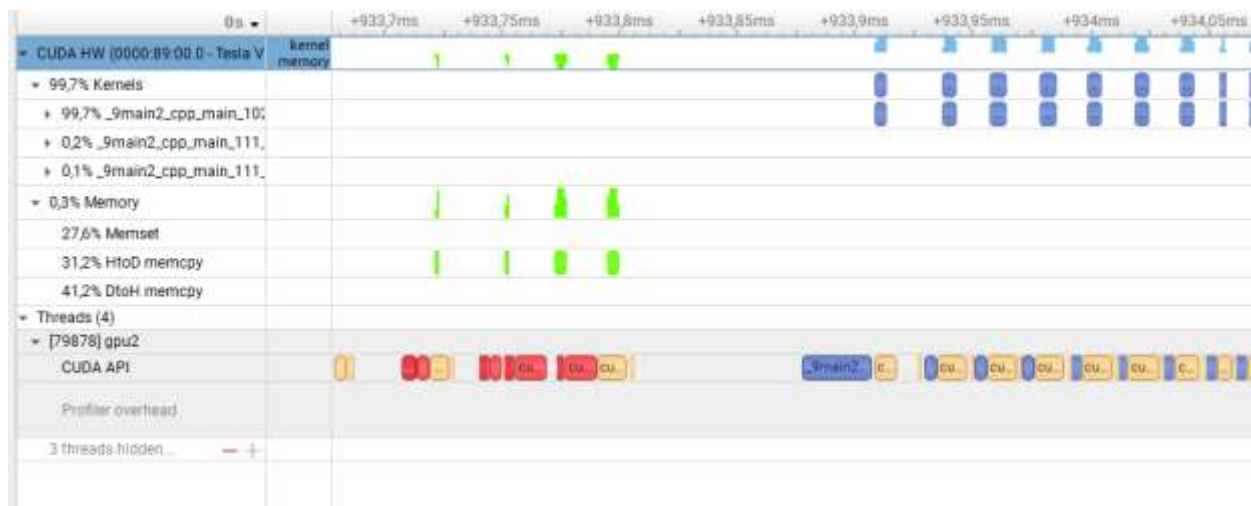 0s +933,7ms +933,75ms +933,8ms +933,85ms +933,9ms +933,95ms +934ms +934,05ms
CUDA HW (0000:89:00.0 - Tesla V kernel
memory
99,7% Kernels
99,7% _9main2_cpp_main_102
0,2% _9main2_cpp_main_111_
0,1% _9main2_cpp_main_111_
0,3% Memory
27,6% Memset
31,2% HtoD memcpy
41,2% DtoH memcpy
Threads (4)
[79878] gpu2
CUDA API ... cu... cu... cu... _9main2... c... cu... cu... cu... cu... cu... c...
Profiler overhead
3 threads hidden... — +